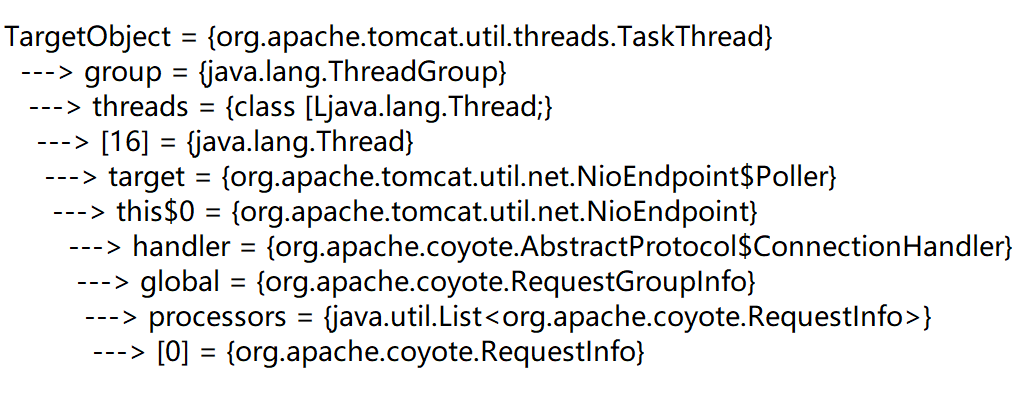 TargetObject = {org.apache.tomcat.util.threads.TaskThread}
---> group = {java.lang.ThreadGroup}
---> threads = {class [Ljava.lang.Thread;}
---> [16] = {java.lang.Thread}
---> target = {org.apache.tomcat.util.net.NioEndpoint$Poller}
---> this$0 = {org.apache.tomcat.util.net.NioEndpoint}
---> handler = {org.apache.coyote.AbstractProtocol$ConnectionHandler}
---> global = {org.apache.coyote.RequestGroupInfo}
---> processors = {java.util.List<org.apache.coyote.RequestInfo>}
---> [0] = {org.apache.coyote.RequestInfo}